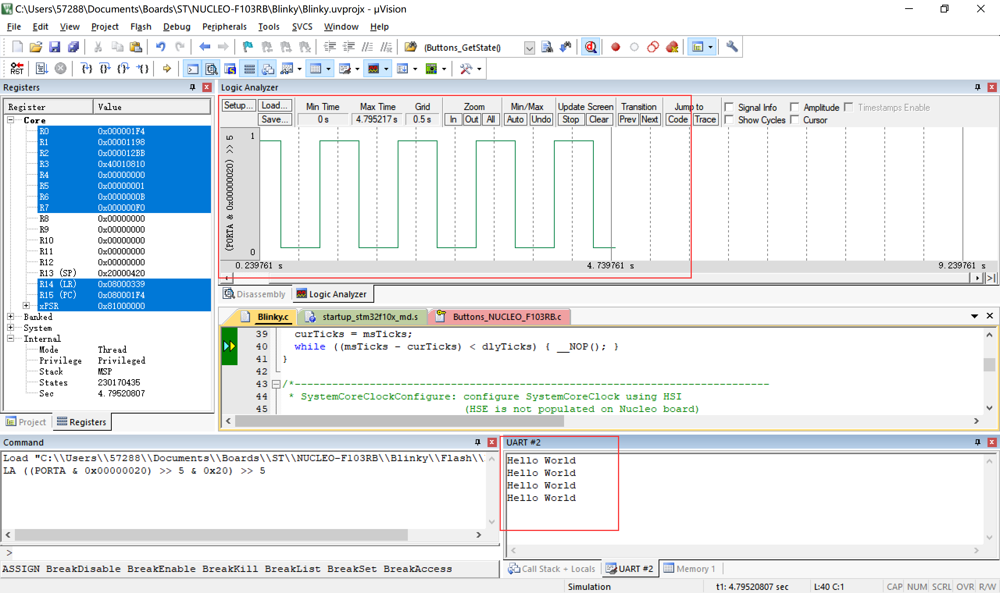 C:\Users\57288\Documents\Boards\ST\NUCLEO-F103RB\Blinky\Blinky.uvprojx - µVision
File Edit View Project Flash Debug Peripherals Tools SVCS Window Help
(Buttons_GetState()
RST
Registers
Register Value
Core
R0 0x000001F4
R1 0x00001198
R2 0x000012BB
R3 0x40010810
R4 0x00000000
R5 0x00000001
R6 0x0000000B
R7 0x000000F0
R8 0x00000000
R9 0x00000000
R10 0x00000000
R11 0x00000000
R12 0x00000000
R13 (SP) 0x20000420
R14 (LR) 0x08000339
R15 (PC) 0x080001F4
xPSR 0x81000000
Banked
System
Internal
Mode Thread
Privilege Privileged
Stack MSP
States 230170435
Sec 4.79520807
Project Registers
Logic Analyzer
Setup... Load... Min Time Max Time Grid Zoom Min/Max Update Screen Transition Jump to Signal Info Amplitude Timestamps Enable
Save... 0 s 4.795217 s 0.5 s In Out All Auto Undo Stop Clear Prev Next Code Trace Show Cycles Cursor
(PORTA & 0x00000020) >> 5
1
0
0.239761 s 4.739761 s 9.239761 s
Disassembly Logic Analyzer
Blinky.c startup_stm32f10x_md.s Buttons_NUCLEO_F103RB.c
39 curTicks = msTicks;
40 while ((msTicks - curTicks) < dlyTicks) { __NOP(); }
41 }
42
43 /*----------------------------------------------------------------------------
44 * SystemCoreClockConfigure: configure SystemCoreClock using HSI
45 (HSE is not populated on Nucleo board)
Command
Load "C:\\Users\\57288\\Documents\\Boards\\ST\\NUCLEO-F103RB\\Blinky\\Flash\\
LA ((PORTA & 0x00000020) >> 5 & 0x20) >> 5
>
ASSIGN BreakDisable BreakEnable BreakKill BreakList BreakSet BreakAccess
UART #2
Hello World
Hello World
Hello World
Hello World
Call Stack + Locals UART #2 Memory 1
Simulation t1: 4.79520807 sec L:40 C:1 CAP NUM SCRL OVR R/W